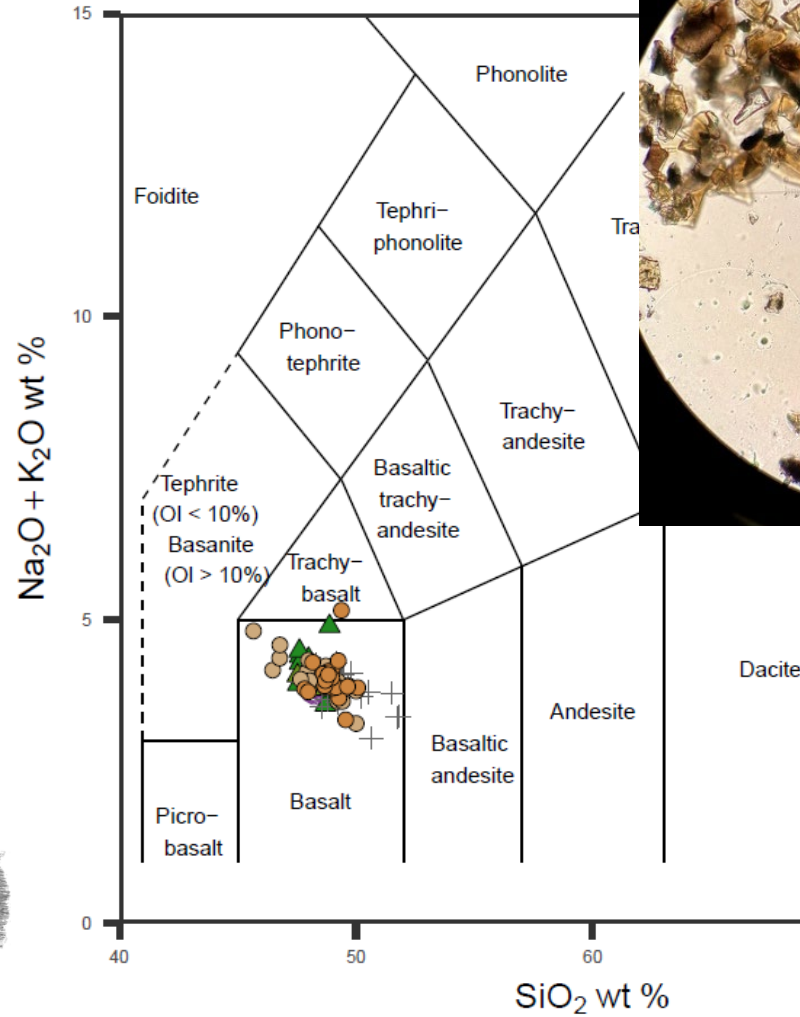 15
Phonolite
Foidite
Tephri−
phonolite
Tra
10
Phono−
tephrite
Trachy−
andesite
Basaltic
trachy−
andesite
Tephrite
(Ol < 10%)
Basanite
(Ol > 10%)
Trachy−
basalt
5
Dacite
Andesite
Basaltic
andesite
Basalt
Picro−
basalt
0
40
50
60
Na₂O + K₂O wt %
SiO₂ wt %